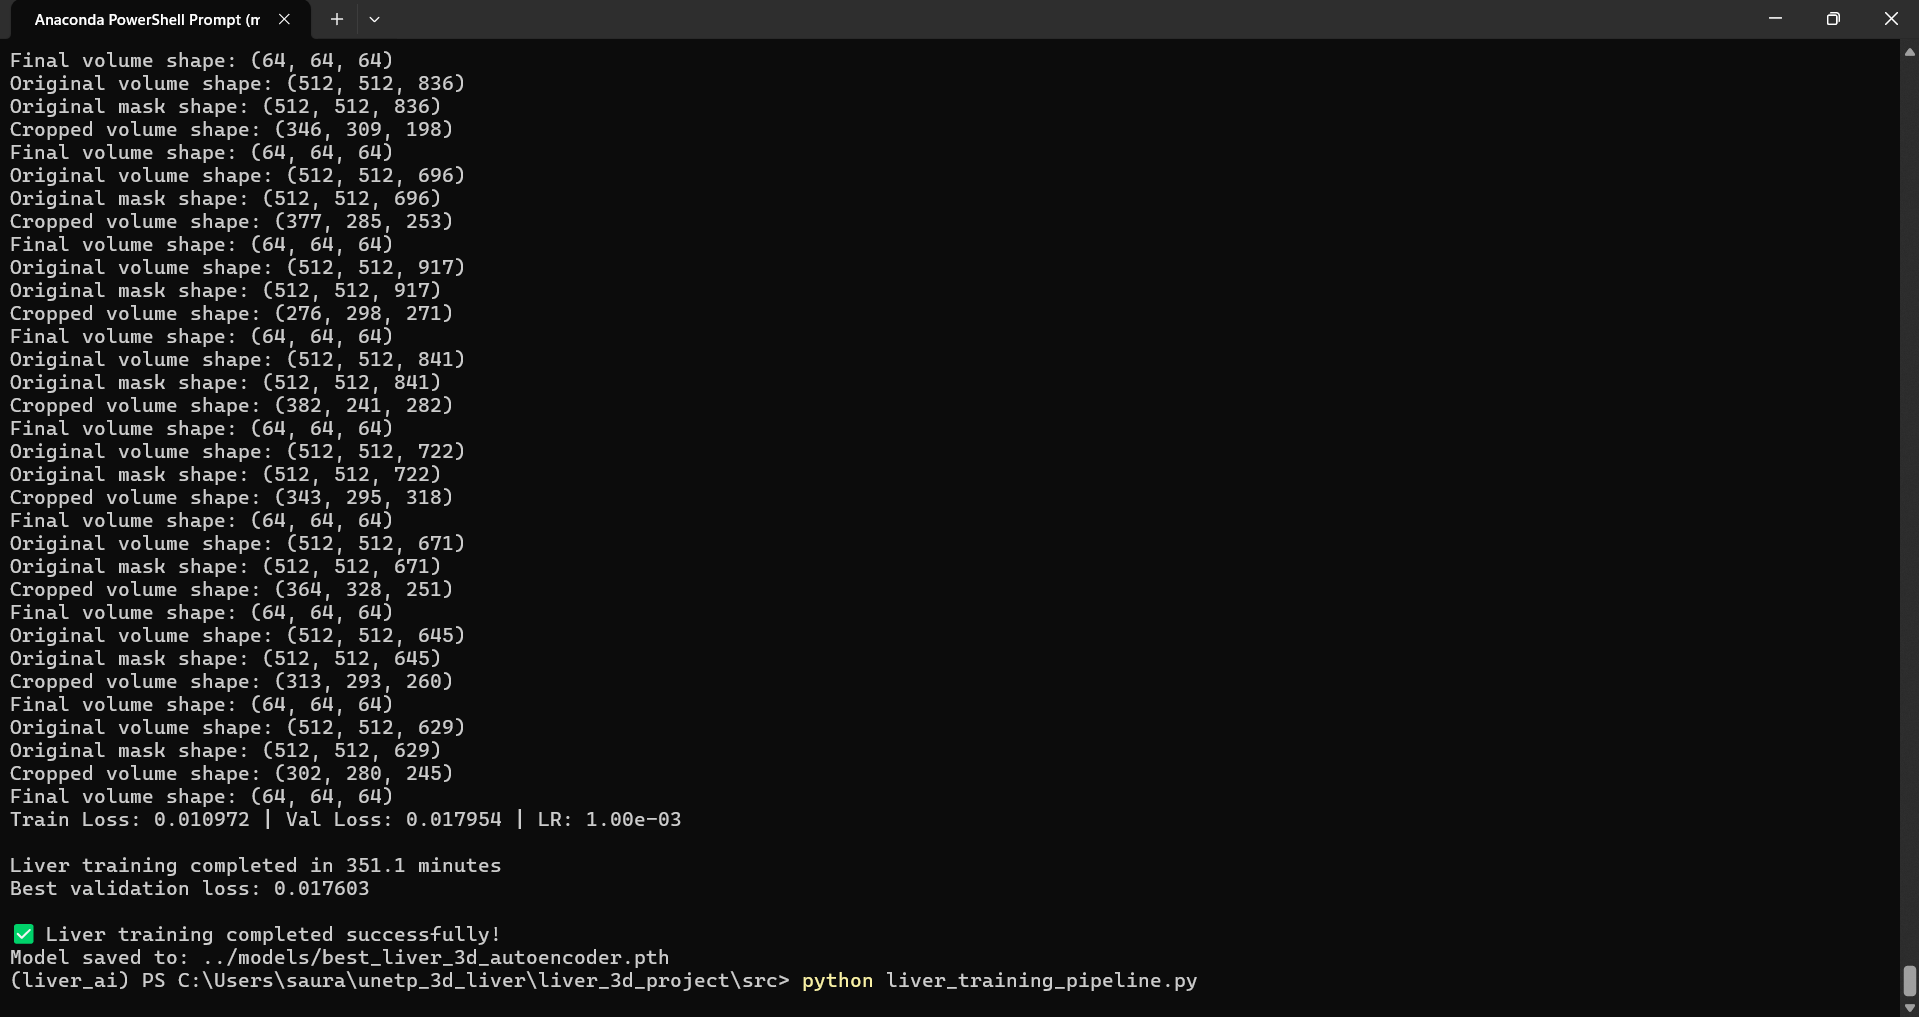 Anaconda PowerShell Prompt (m
Final volume shape: (64, 64, 64)
Original volume shape: (512, 512, 836)
Original mask shape: (512, 512, 836)
Cropped volume shape: (346, 309, 198)
Final volume shape: (64, 64, 64)
Original volume shape: (512, 512, 696)
Original mask shape: (512, 512, 696)
Cropped volume shape: (377, 285, 253)
Final volume shape: (64, 64, 64)
Original volume shape: (512, 512, 917)
Original mask shape: (512, 512, 917)
Cropped volume shape: (276, 298, 271)
Final volume shape: (64, 64, 64)
Original volume shape: (512, 512, 841)
Original mask shape: (512, 512, 841)
Cropped volume shape: (382, 241, 282)
Final volume shape: (64, 64, 64)
Original volume shape: (512, 512, 722)
Original mask shape: (512, 512, 722)
Cropped volume shape: (343, 295, 318)
Final volume shape: (64, 64, 64)
Original volume shape: (512, 512, 671)
Original mask shape: (512, 512, 671)
Cropped volume shape: (364, 328, 251)
Final volume shape: (64, 64, 64)
Original volume shape: (512, 512, 645)
Original mask shape: (512, 512, 645)
Cropped volume shape: (313, 293, 260)
Final volume shape: (64, 64, 64)
Original volume shape: (512, 512, 629)
Original mask shape: (512, 512, 629)
Cropped volume shape: (302, 280, 245)
Final volume shape: (64, 64, 64)
Train Loss: 0.010972 | Val Loss: 0.017954 | LR: 1.00e-03
Liver training completed in 351.1 minutes
Best validation loss: 0.017603
✅ Liver training completed successfully!
Model saved to: ../models/best_liver_3d_autoencoder.pth
(liver_ai) PS C:\Users\saura\unetp_3d_liver\liver_3d_project\src> python liver_training_pipeline.py